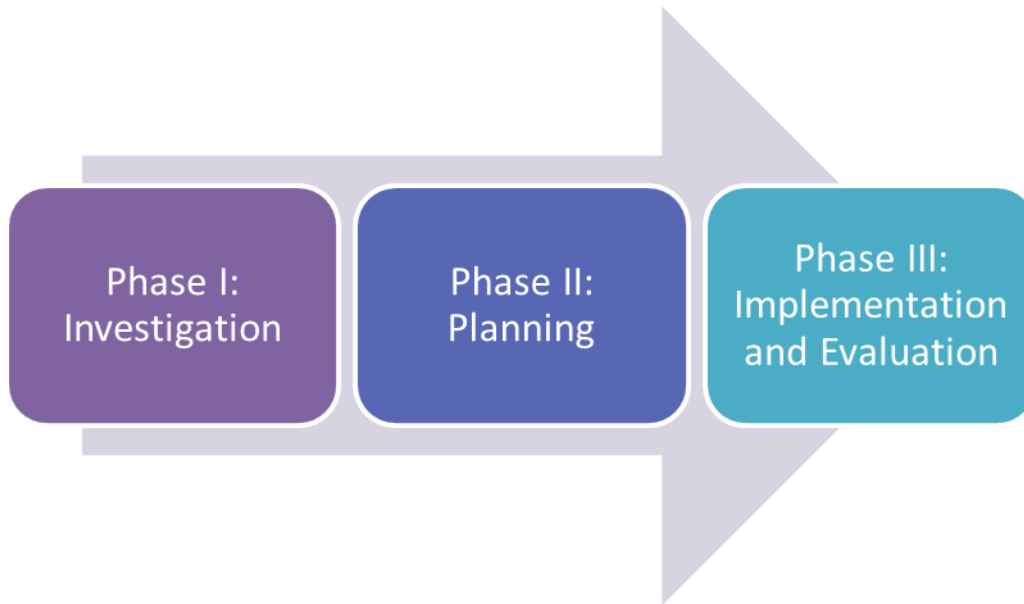 Phase I:
Investigation
Phase II:
Planning
Phase III:
Implementation
and Evaluation